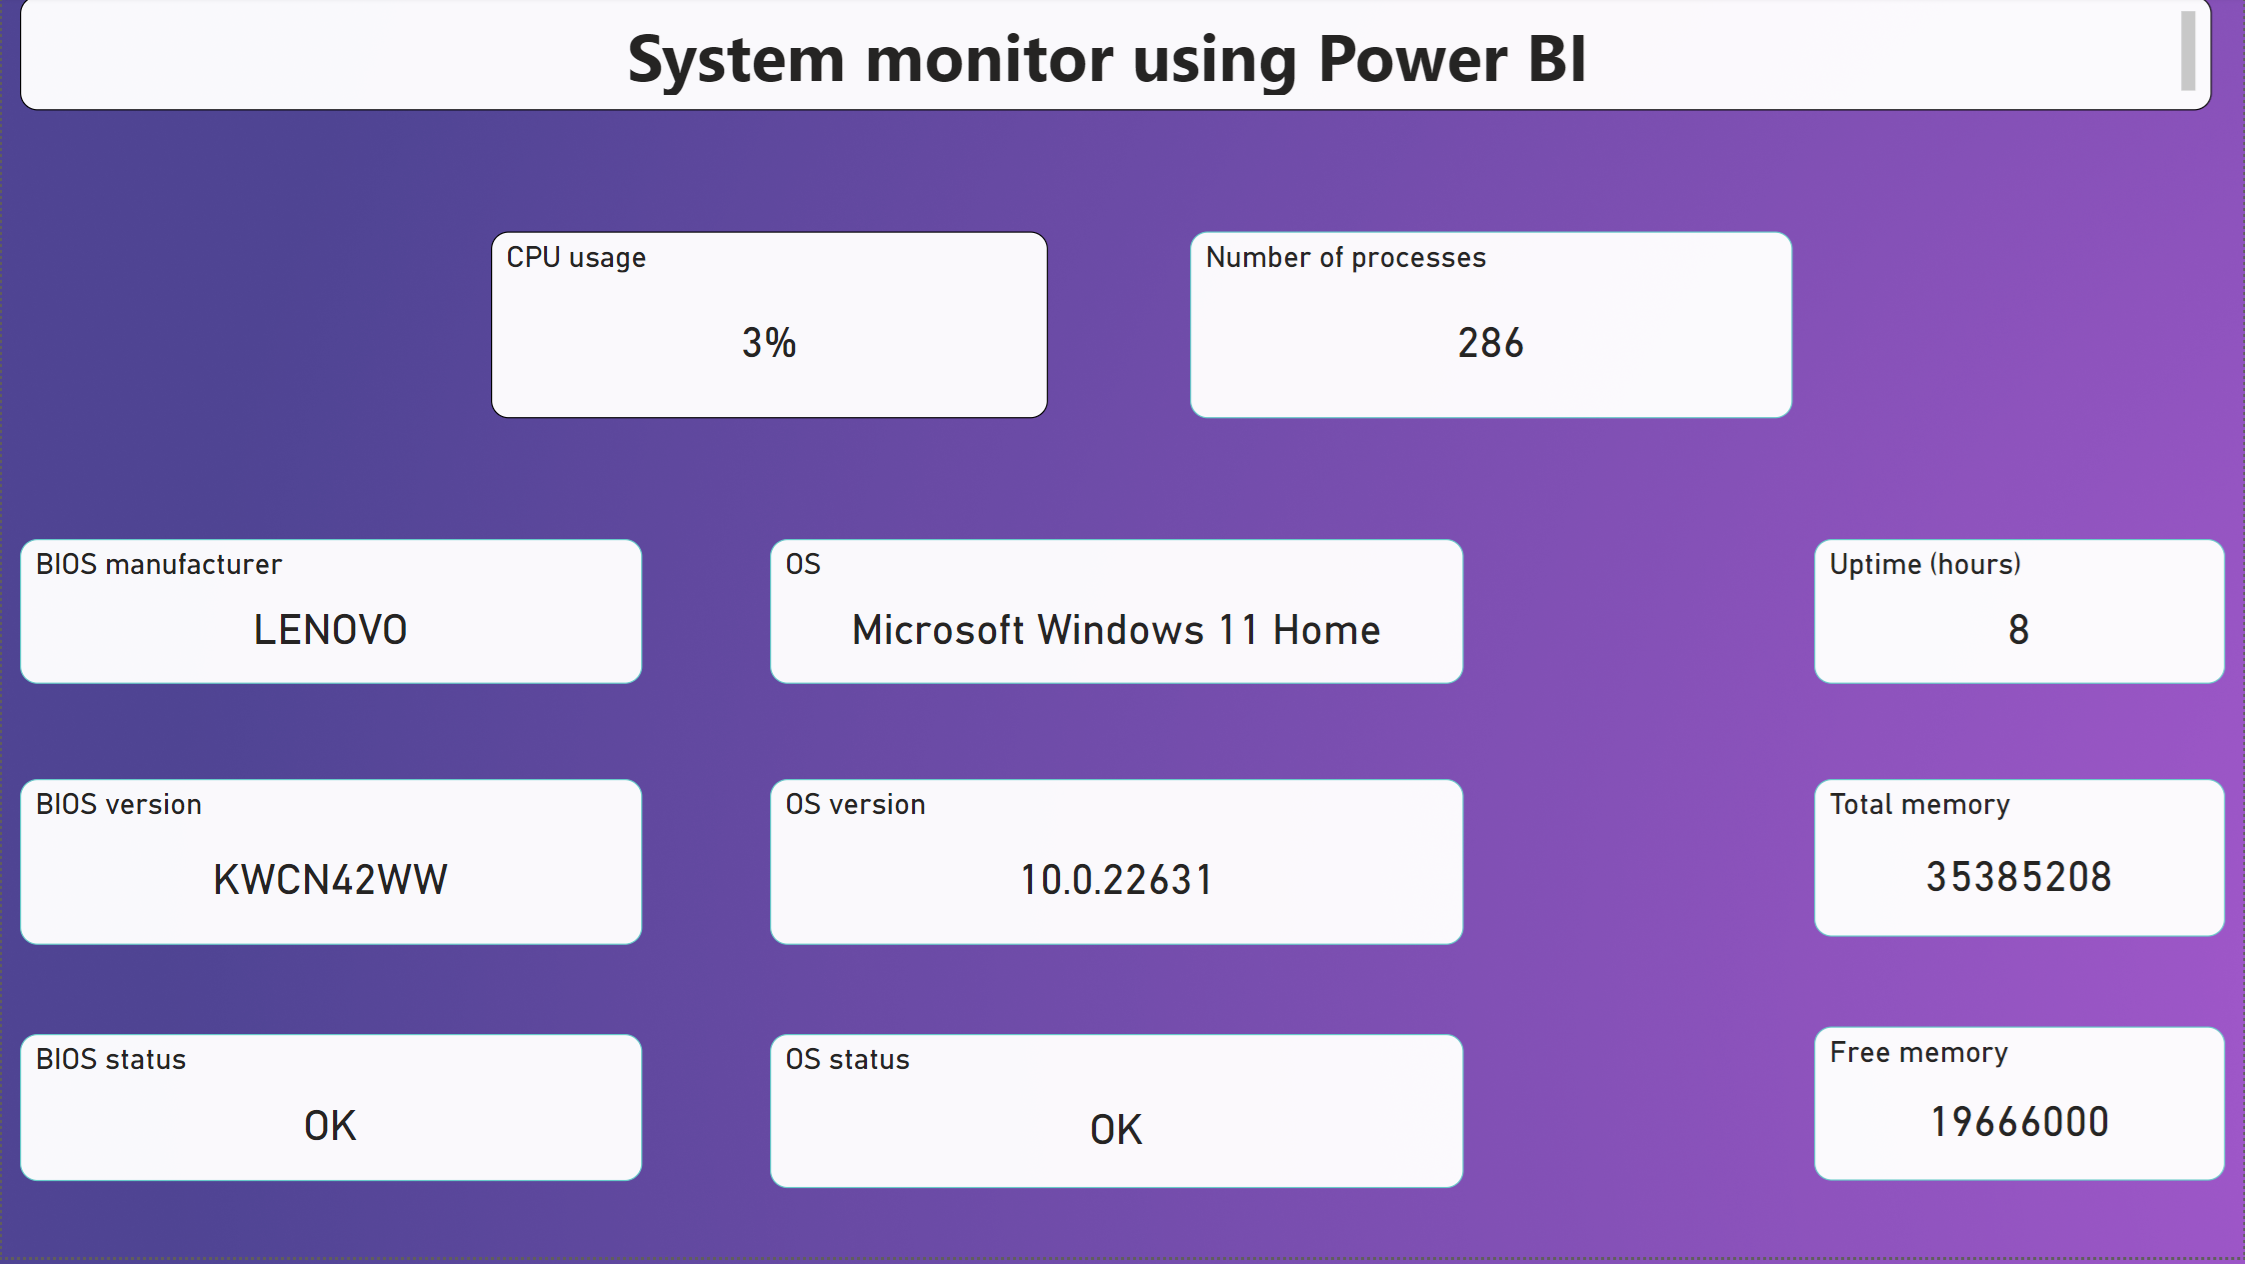 System monitor using Power BI
CPU usage
3%
Number of processes
286
BIOS manufacturer
LENOVO
OS
Microsoft Windows 11 Home
Uptime (hours)
8
BIOS version
KWCN42WW
OS version
10.0.22631
Total memory
35385208
BIOS status
OK
OS status
OK
Free memory
19666000